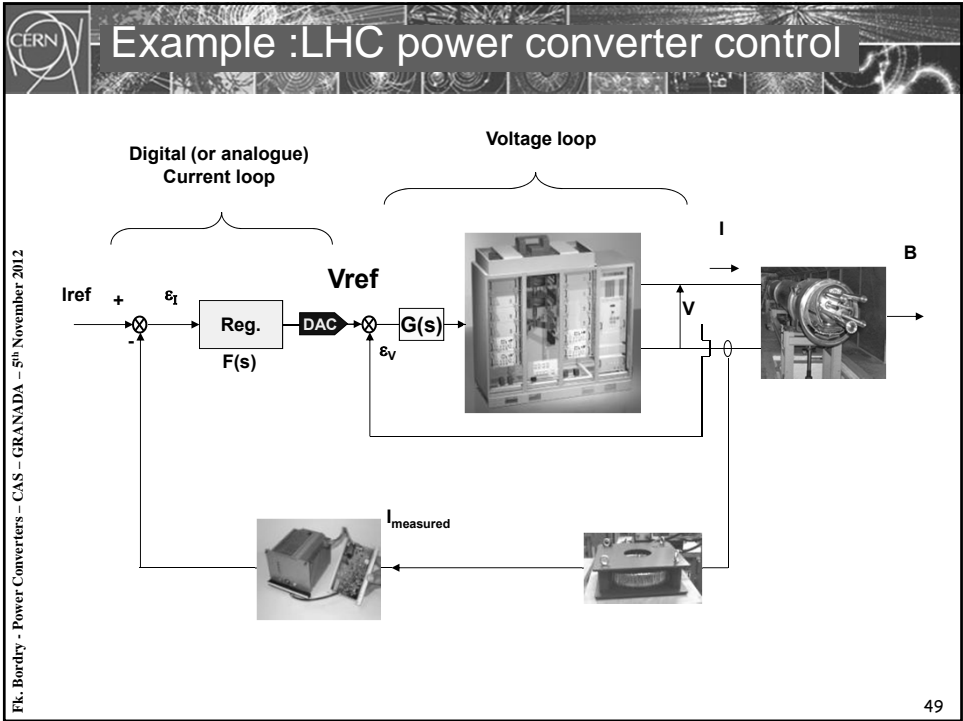 CERN
Example :LHC power converter control
Digital (or analogue)
Current loop
Voltage loop
Iref
+
-
εI
Reg.
F(s)
DAC
Vref
εV
G(s)
V
I
B
Imeasured
Fk. Bordry - Power Converters – CAS – GRANADA – 5th November 2012
49